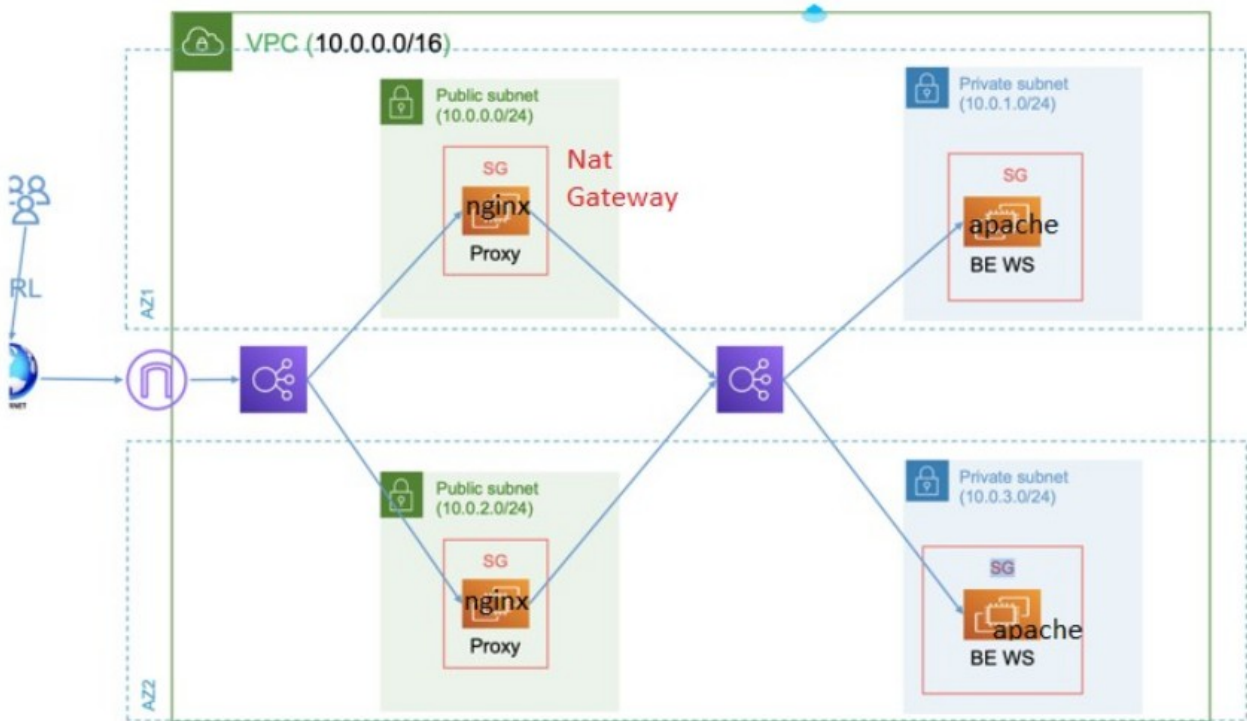 VPC (10.0.0.0/16)
Public subnet
(10.0.0.0/24)
SG
nginx
Proxy
Nat
Gateway
Private subnet
(10.0.1.0/24)
SG
apache
BE WS
RL
AZ1
Public subnet
(10.0.2.0/24)
SG
nginx
Proxy
Private subnet
(10.0.3.0/24)
SG
apache
BE WS
AZ2